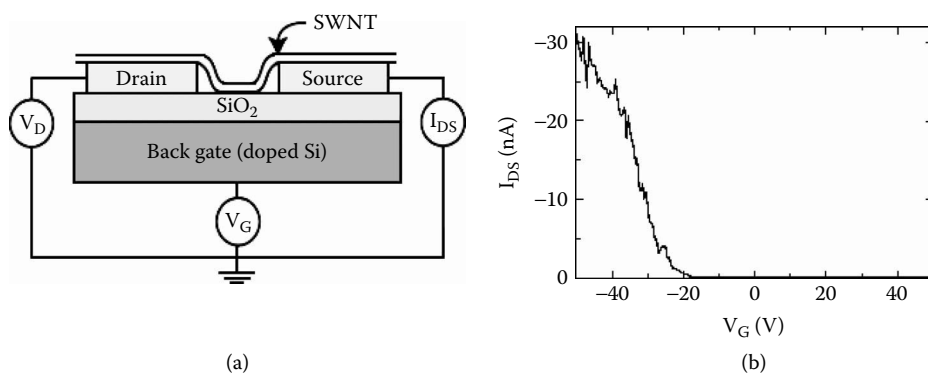 SWNT
Drain
Source
SiO₂
V_D
I_DS
Back gate (doped Si)
V_G
(a)
−30
−20
−10
0
I_DS (nA)
−40
−20
0
20
40
V_G (V)
(b)